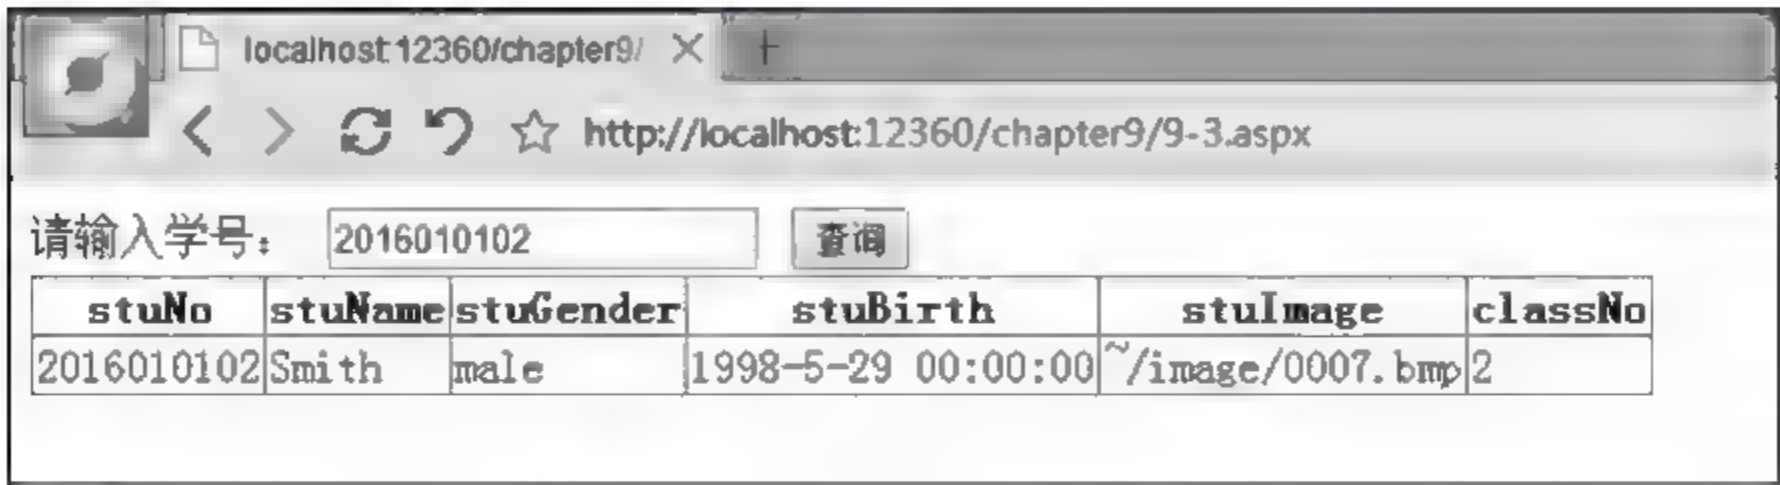 localhost:12360/chapter9/
http://localhost:12360/chapter9/9-3.aspx
请输入学号： 2016010102 查询
stuNo stuName stuGender stuBirth stuImage classNo
2016010102 Smith male 1998-5-29 00:00:00 ~/image/0007.bmp 2